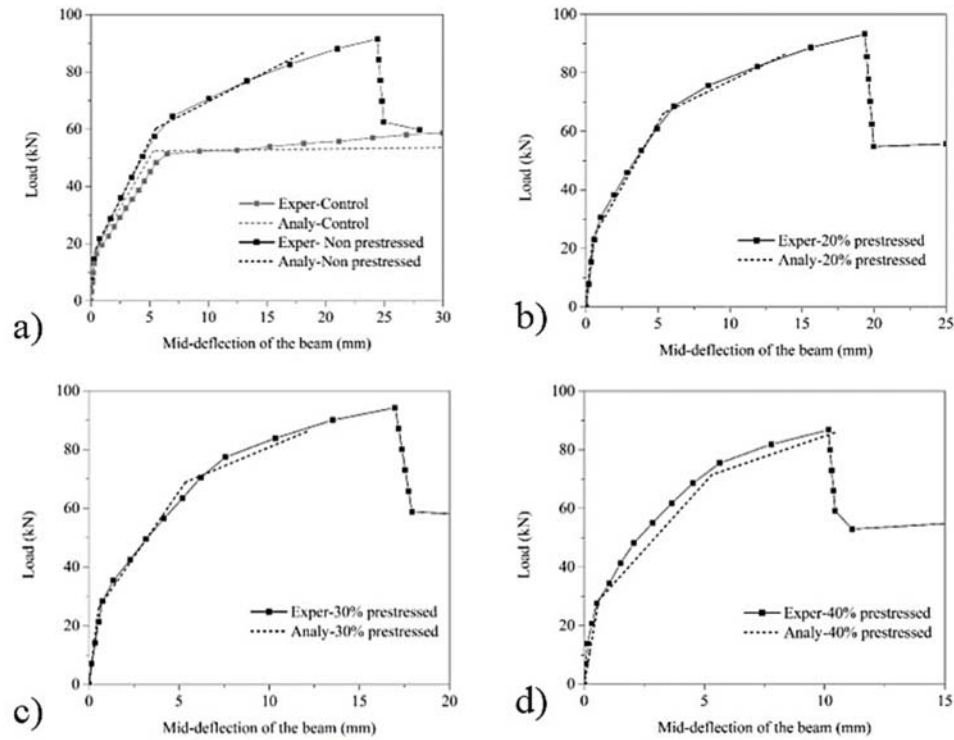 100
80
60
40
20
0
Load (kN)
Exper-Control
Analy-Control
Exper- Non prestressed
Analy-Non prestressed
0 5 10 15 20 25 30
Mid-deflection of the beam (mm)
a)
100
80
60
40
20
0
Load (kN)
Exper-20% prestressed
Analy-20% prestressed
0 5 10 15 20 25
Mid-deflection of the beam (mm)
b)
100
80
60
40
20
0
Load (kN)
Exper-30% prestressed
Analy-30% prestressed
0 5 10 15 20
Mid-deflection of the beam (mm)
c)
100
80
60
40
20
0
Load (kN)
Exper-40% prestressed
Analy-40% prestressed
0 5 10 15
Mid-deflection of the beam (mm)
d)